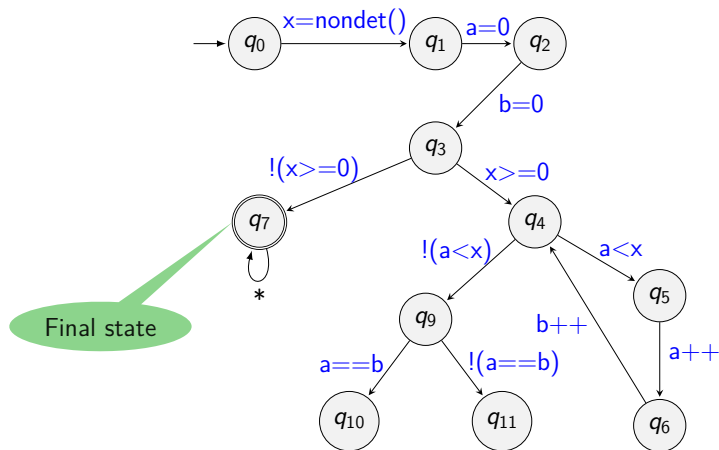 x=nondet()
a=0
q0
q1
q2
b=0
q3
!(x>=0)
x>=0
q7
q4
!(a<x)
a<x
*
q5
Final state
q9
b++
a++
a==b
!(a==b)
q10
q11
q6